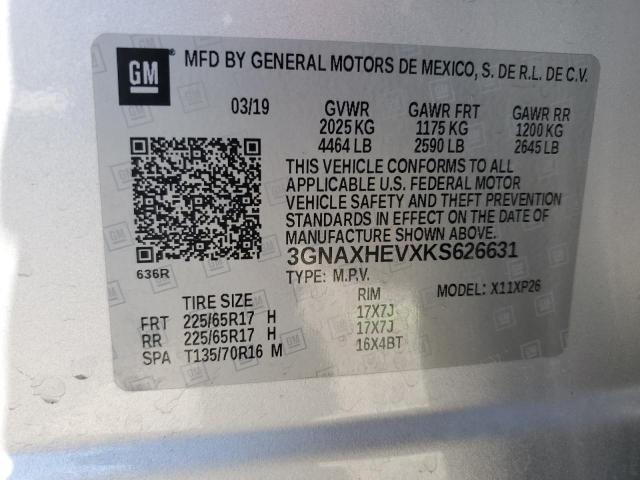 GM
MFD BY GENERAL MOTORS DE MEXICO, S. DE R.L. DE C.V.
03/19 GVWR GAWR FRT GAWR RR
2025 KG 1175 KG 1200 KG
4464 LB 2590 LB 2645 LB
THIS VEHICLE CONFORMS TO ALL
APPLICABLE U.S. FEDERAL MOTOR
VEHICLE SAFETY AND THEFT PREVENTION
STANDARDS IN EFFECT ON THE DATE OF
MANUFACTURE SHOWN ABOVE.
3GNAXHEVXKS626631
636R
TYPE: M.P.V.
MODEL: X11XP26
TIRE SIZE RIM
FRT 225/65R17 H 17X7J
RR 225/65R17 H 17X7J
SPA T135/70R16 M 16X4BT